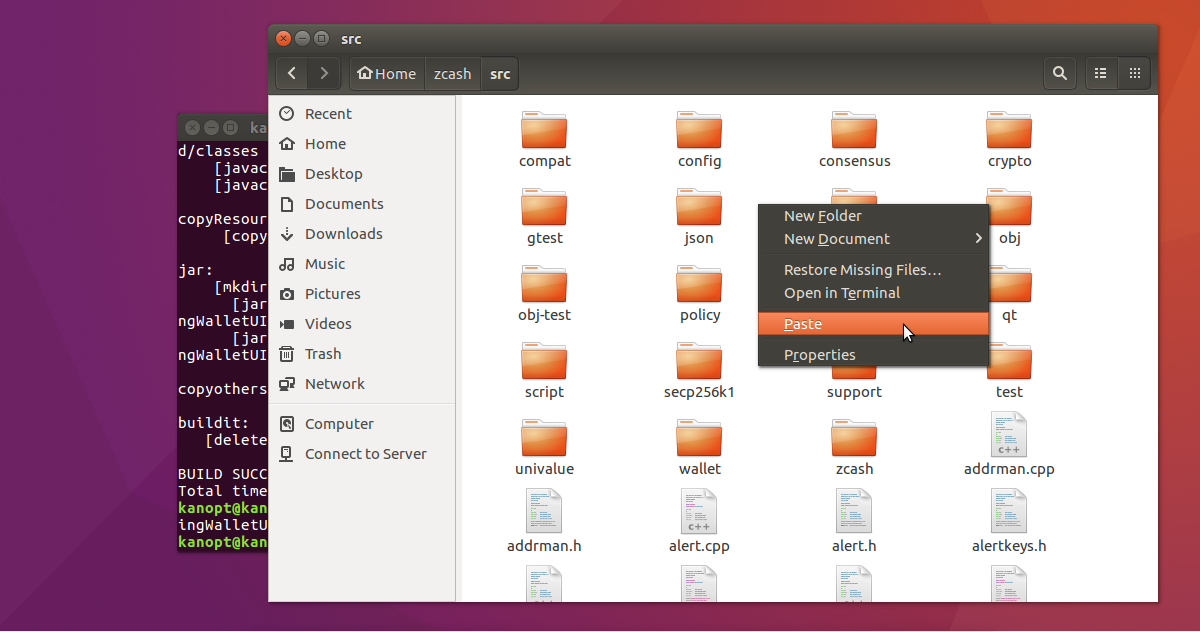 src
Home zcash src
Recent
Home
Desktop
Documents
Downloads
Music
Pictures
Videos
Trash
Network
Computer
Connect to Server
compat config consensus crypto
gtest json obj
obj-test policy qt
script secp256k1 support test
univalue wallet zcash addrman.cpp
addrman.h alert.cpp alert.h alertkeys.h
c++
c++
New Folder
New Document
Restore Missing Files...
Open in Terminal
Paste
Properties
ka
d/classes
[javac
[javac
copyResour
[copy
jar:
[mkdir
[jar
ngWalletUI
[jar
ngWalletUI
copyothers
buildit:
[delete
BUILD SUCC
Total time
kanopt@kan
ingWalletU
kanopt@kan